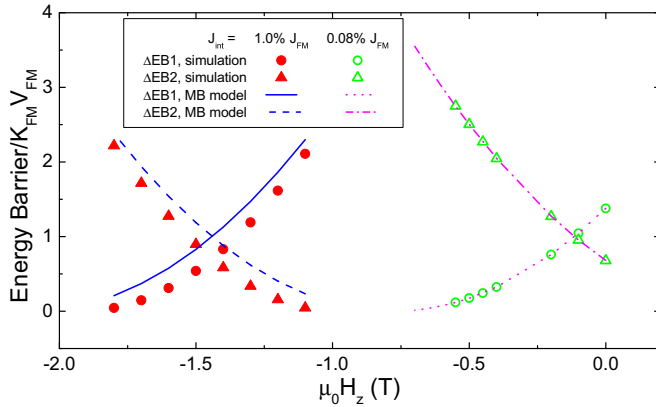 4
3
2
1
0
Energy Barrier/K_FM V_FM
J_int = 1.0% J_FM 0.08% J_FM
ΔEB1, simulation
ΔEB2, simulation
ΔEB1, MB model
ΔEB2, MB model
-2.0 -1.5 -1.0 -0.5 0.0
μ₀H_z (T)